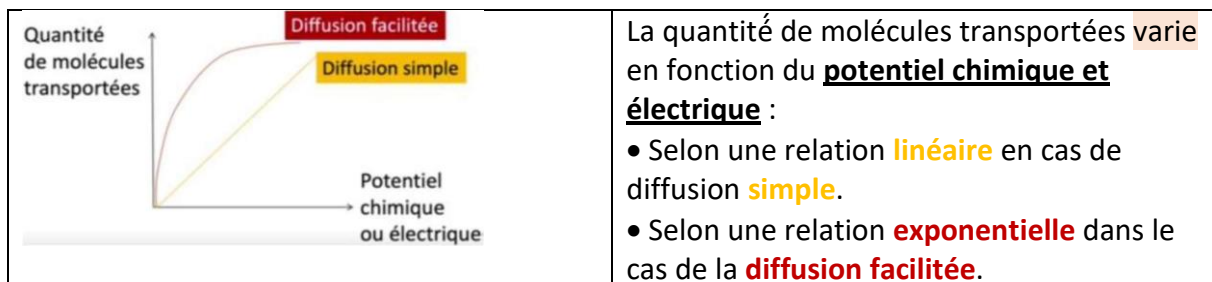 Quantité
de molécules
transportées
Diffusion facilitée
Diffusion simple
Potentiel
chimique
ou électrique
La quantité de molécules transportées varie
en fonction du potentiel chimique et
électrique :
• Selon une relation linéaire en cas de
diffusion simple.
• Selon une relation exponentielle dans le
cas de la diffusion facilitée.